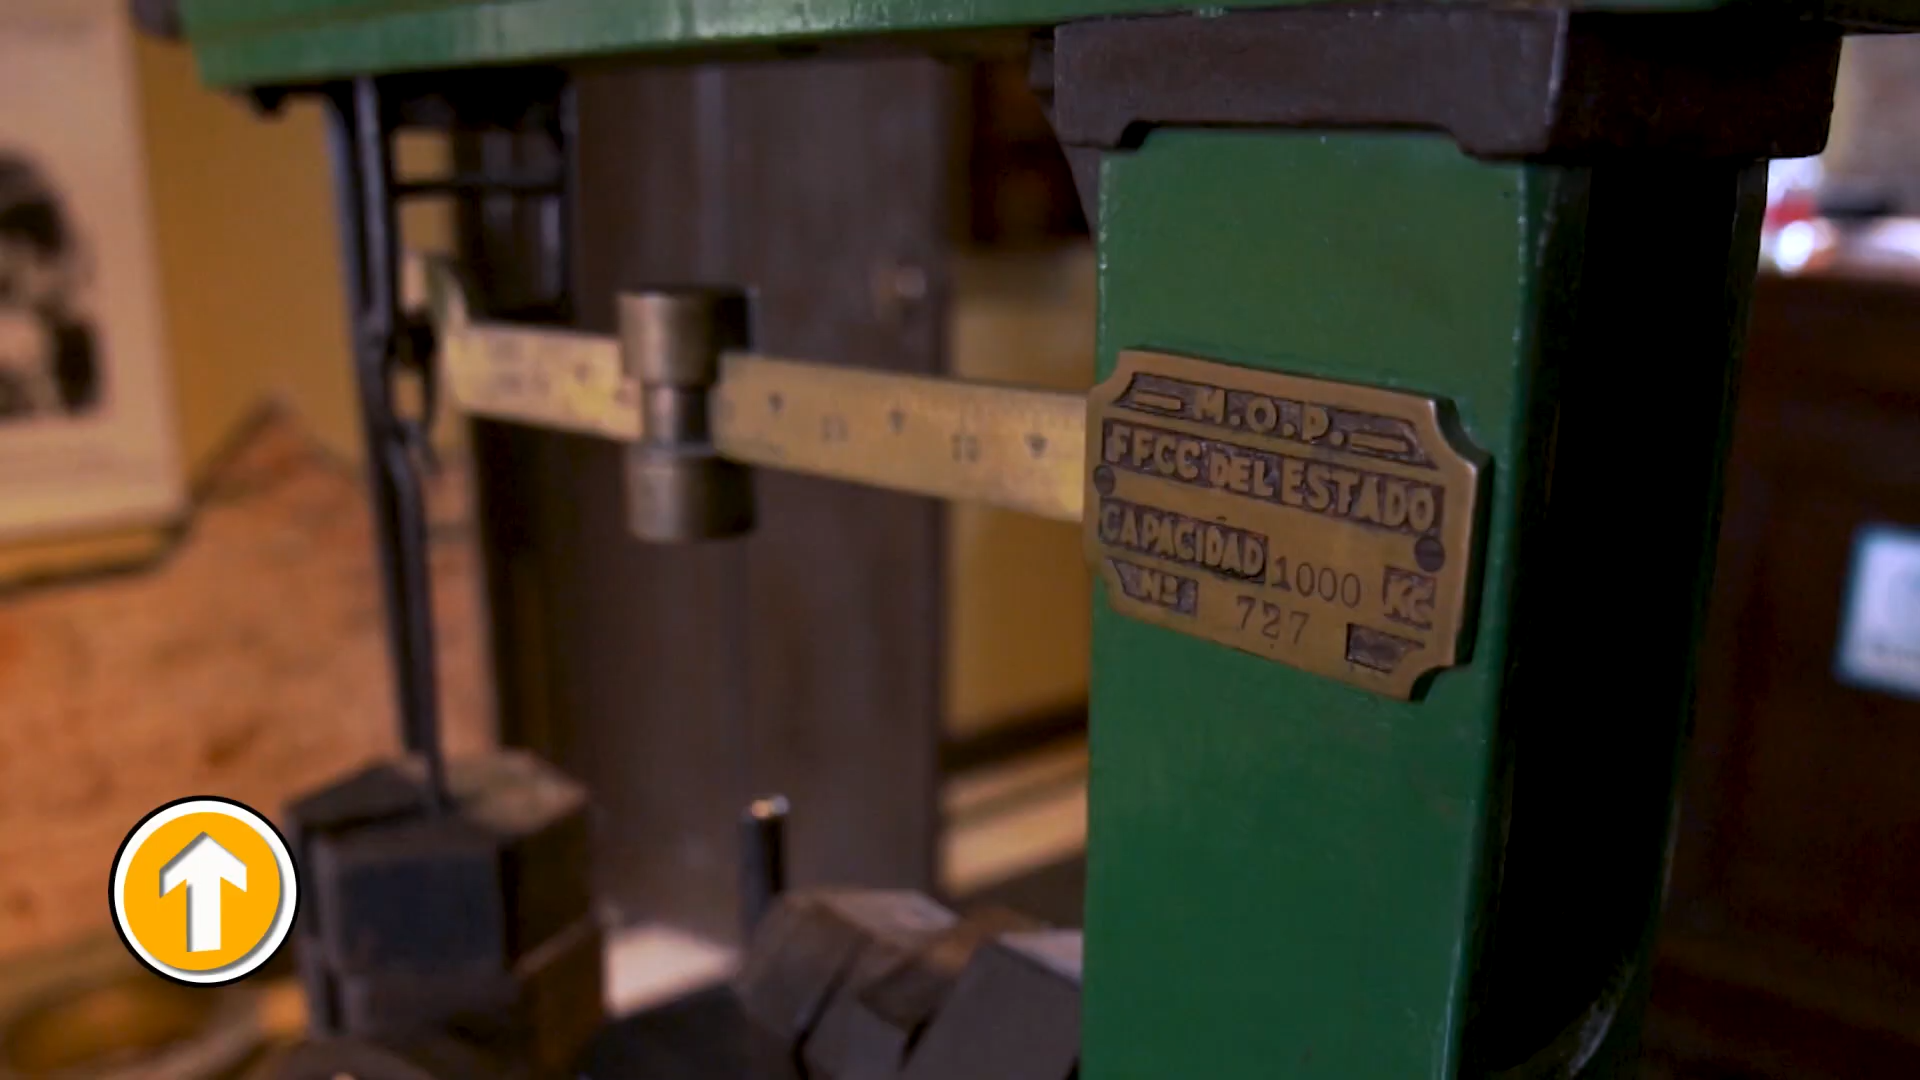 M.O.P.
FFCC DEL ESTADO
CAPACIDAD 1000 KG
Nº 727